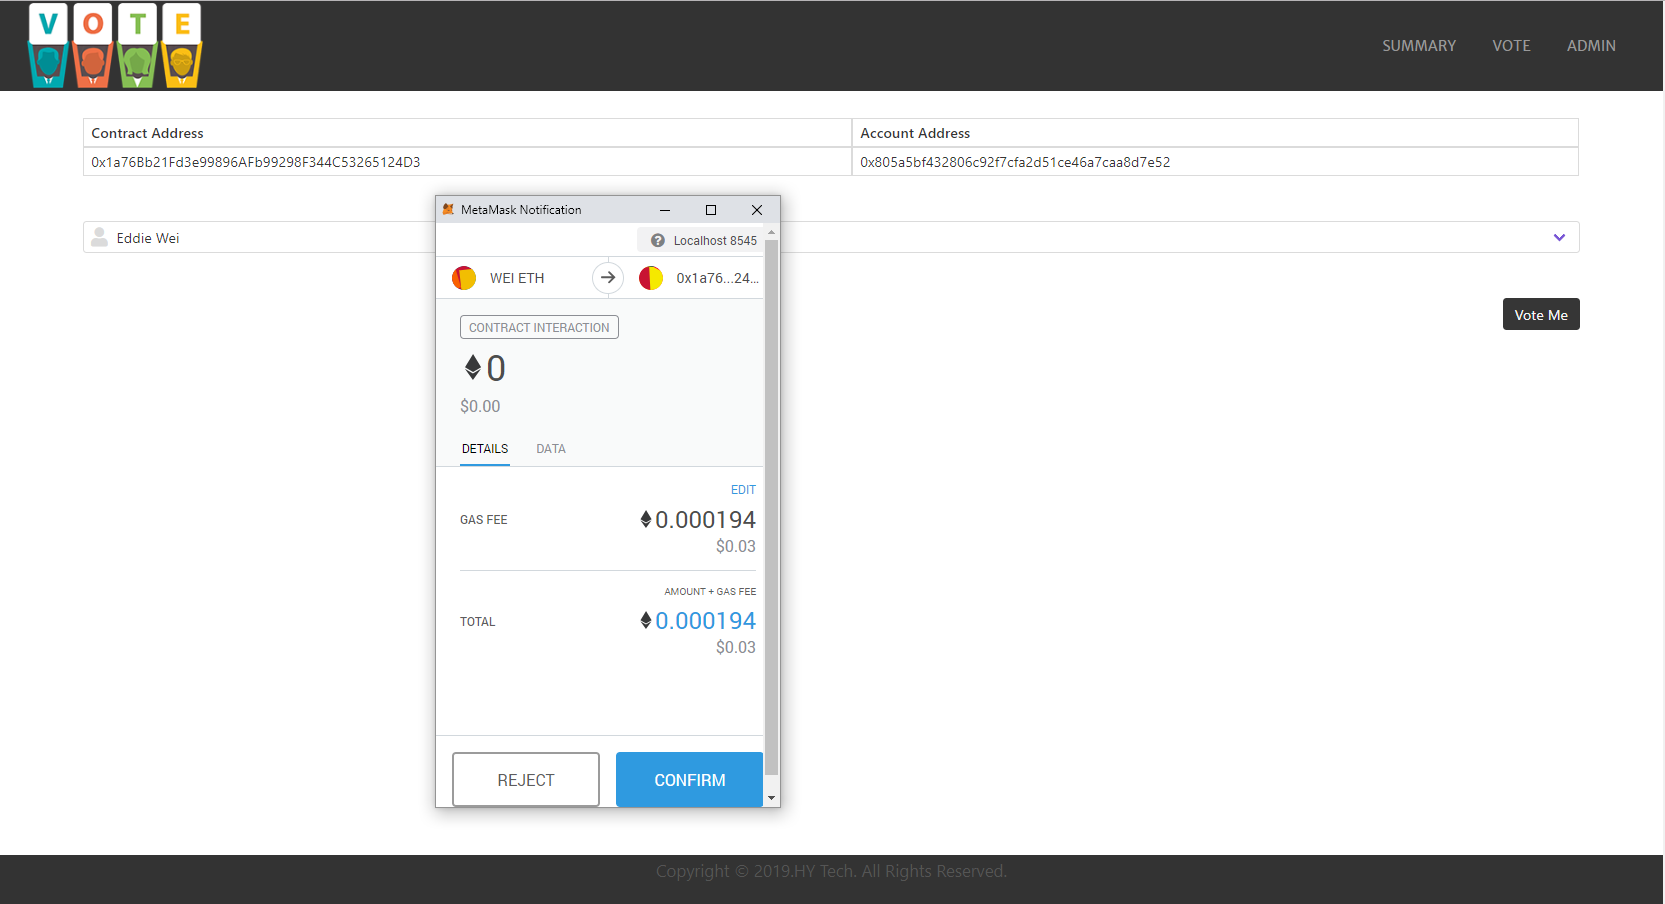 VOTE
SUMMARY VOTE ADMIN
Contract Address Account Address
0x1a76Bb21Fd3e99896AFb99298F344C53265124D3 0x805a5bf432806c92f7cfa2d51ce46a7caa8d7e52
MetaMask Notification
Eddie Wei
? Localhost 8545
WEI ETH 0x1a76...24...
Vote Me
CONTRACT INTERACTION
0
$0.00
DETAILS DATA
EDIT
GAS FEE 0.000194
$0.03
AMOUNT + GAS FEE
TOTAL 0.000194
$0.03
REJECT CONFIRM
Copyright © 2019.HY Tech. All Rights Reserved.